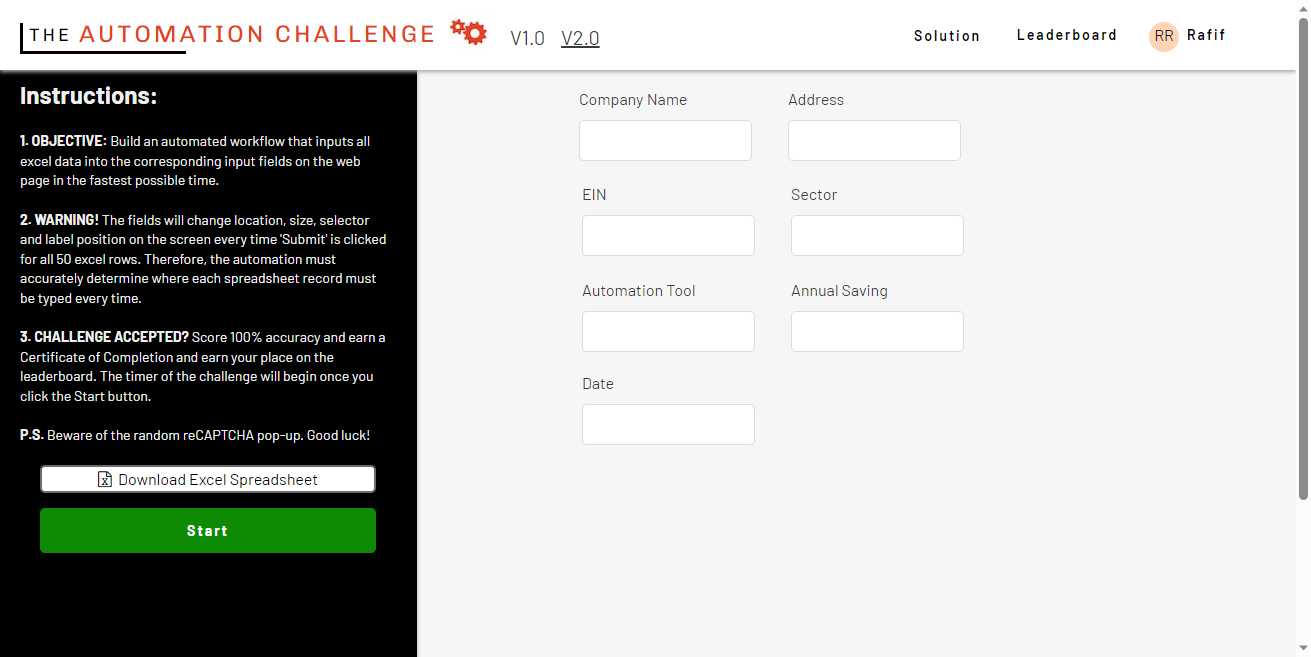 THE AUTOMATION CHALLENGE V1.0 V2.0 Solution Leaderboard RR Rafif
Instructions:
1. OBJECTIVE: Build an automated workflow that inputs all
excel data into the corresponding input fields on the web
page in the fastest possible time.
2. WARNING! The fields will change location, size, selector
and label position on the screen every time 'Submit' is clicked
for all 50 excel rows. Therefore, the automation must
accurately determine where each spreadsheet record must
be typed every time.
3. CHALLENGE ACCEPTED? Score 100% accuracy and earn a
Certificate of Completion and earn your place on the
leaderboard. The timer of the challenge will begin once you
click the Start button.
P.S. Beware of the random reCAPTCHA pop-up. Good luck!
Download Excel Spreadsheet
Start
Company Name Address
EIN Sector
Automation Tool Annual Saving
Date